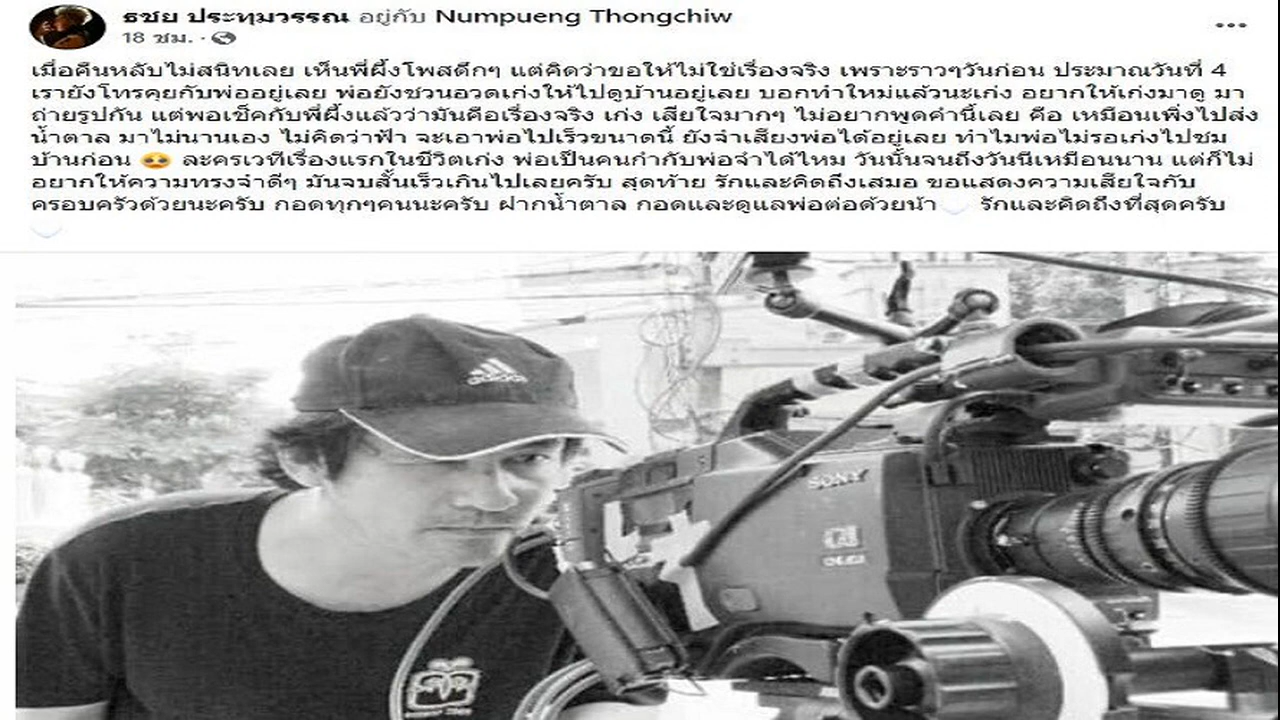 ธชย ประทุมวรรณ อยู่กับ Numpueng Thongchiw
18 ชม. ·
เมื่อคืนหลับไม่สนิทเลย เห็นพี่ผึ้งโพสดึกๆ แต่คิดว่าขอให้ไม่ใช่เรื่องจริง เพราะราวๆวันก่อน ประมาณวันที่ 4
เรายังโทรคุยกับพ่ออยู่เลย พ่อยังชวนอวดเก่งให้ไปดูบ้านอยู่เลย บอกทำใหม่แล้วนะเก่ง อยากให้เก่งมาดู มา
ถ่ายรูปกัน แต่พอเช็คกับพี่ผึ้งแล้วว่ามันคือเรื่องจริง เก่ง เสียใจมากๆ ไม่อยากพูดคำนี้เลย คือ เหมือนเพิ่งไปส่ง
น้ำตาล มาไม่นานเอง ไม่คิดว่าฟ้า จะเอาพ่อไปเร็วขนาดนี้ ยังจำเสียงพ่อได้อยู่เลย ทำไมพ่อไม่รอเก่งไปชม
บ้านก่อน 😍 ละครเวทีเรื่องแรกในชีวิตเก่ง พ่อเป็นคนกำกับพ่อจำได้ไหม วันนั้นจนถึงวันนี้เหมือนนาน แต่ก็ไม่
อยากให้ความทรงจำดีๆ มันจบสั้นเร็วเกินไปเลยครับ สุดท้าย รักและคิดถึงเสมอ ขอแสดงความเสียใจกับ
ครอบครัวด้วยนะครับ กอดทุกๆคนนะครับ ฝากน้ำตาล กอดและดูแลพ่อต่อด้วยน้า 🤍 รักและคิดถึงที่สุดครับ
🤍
adidas
SONY